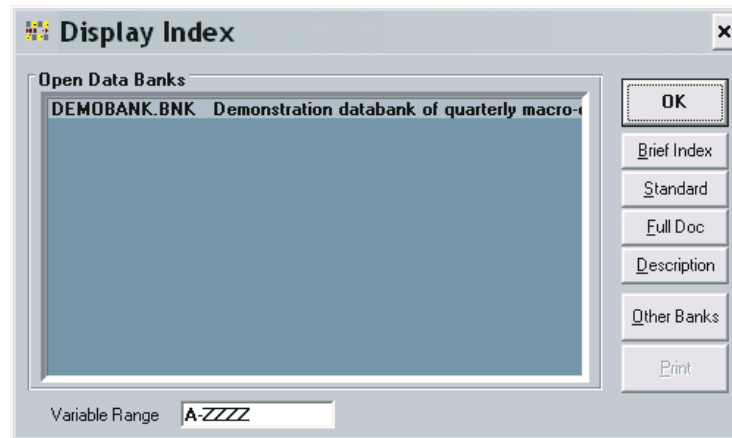 Display Index
Open Data Banks
DEMOBANK.BNK Demonstration databank of quarterly macro-
OK
Brief Index
Standard
Full Doc
Description
Other Banks
Print
Variable Range A-ZZZZ